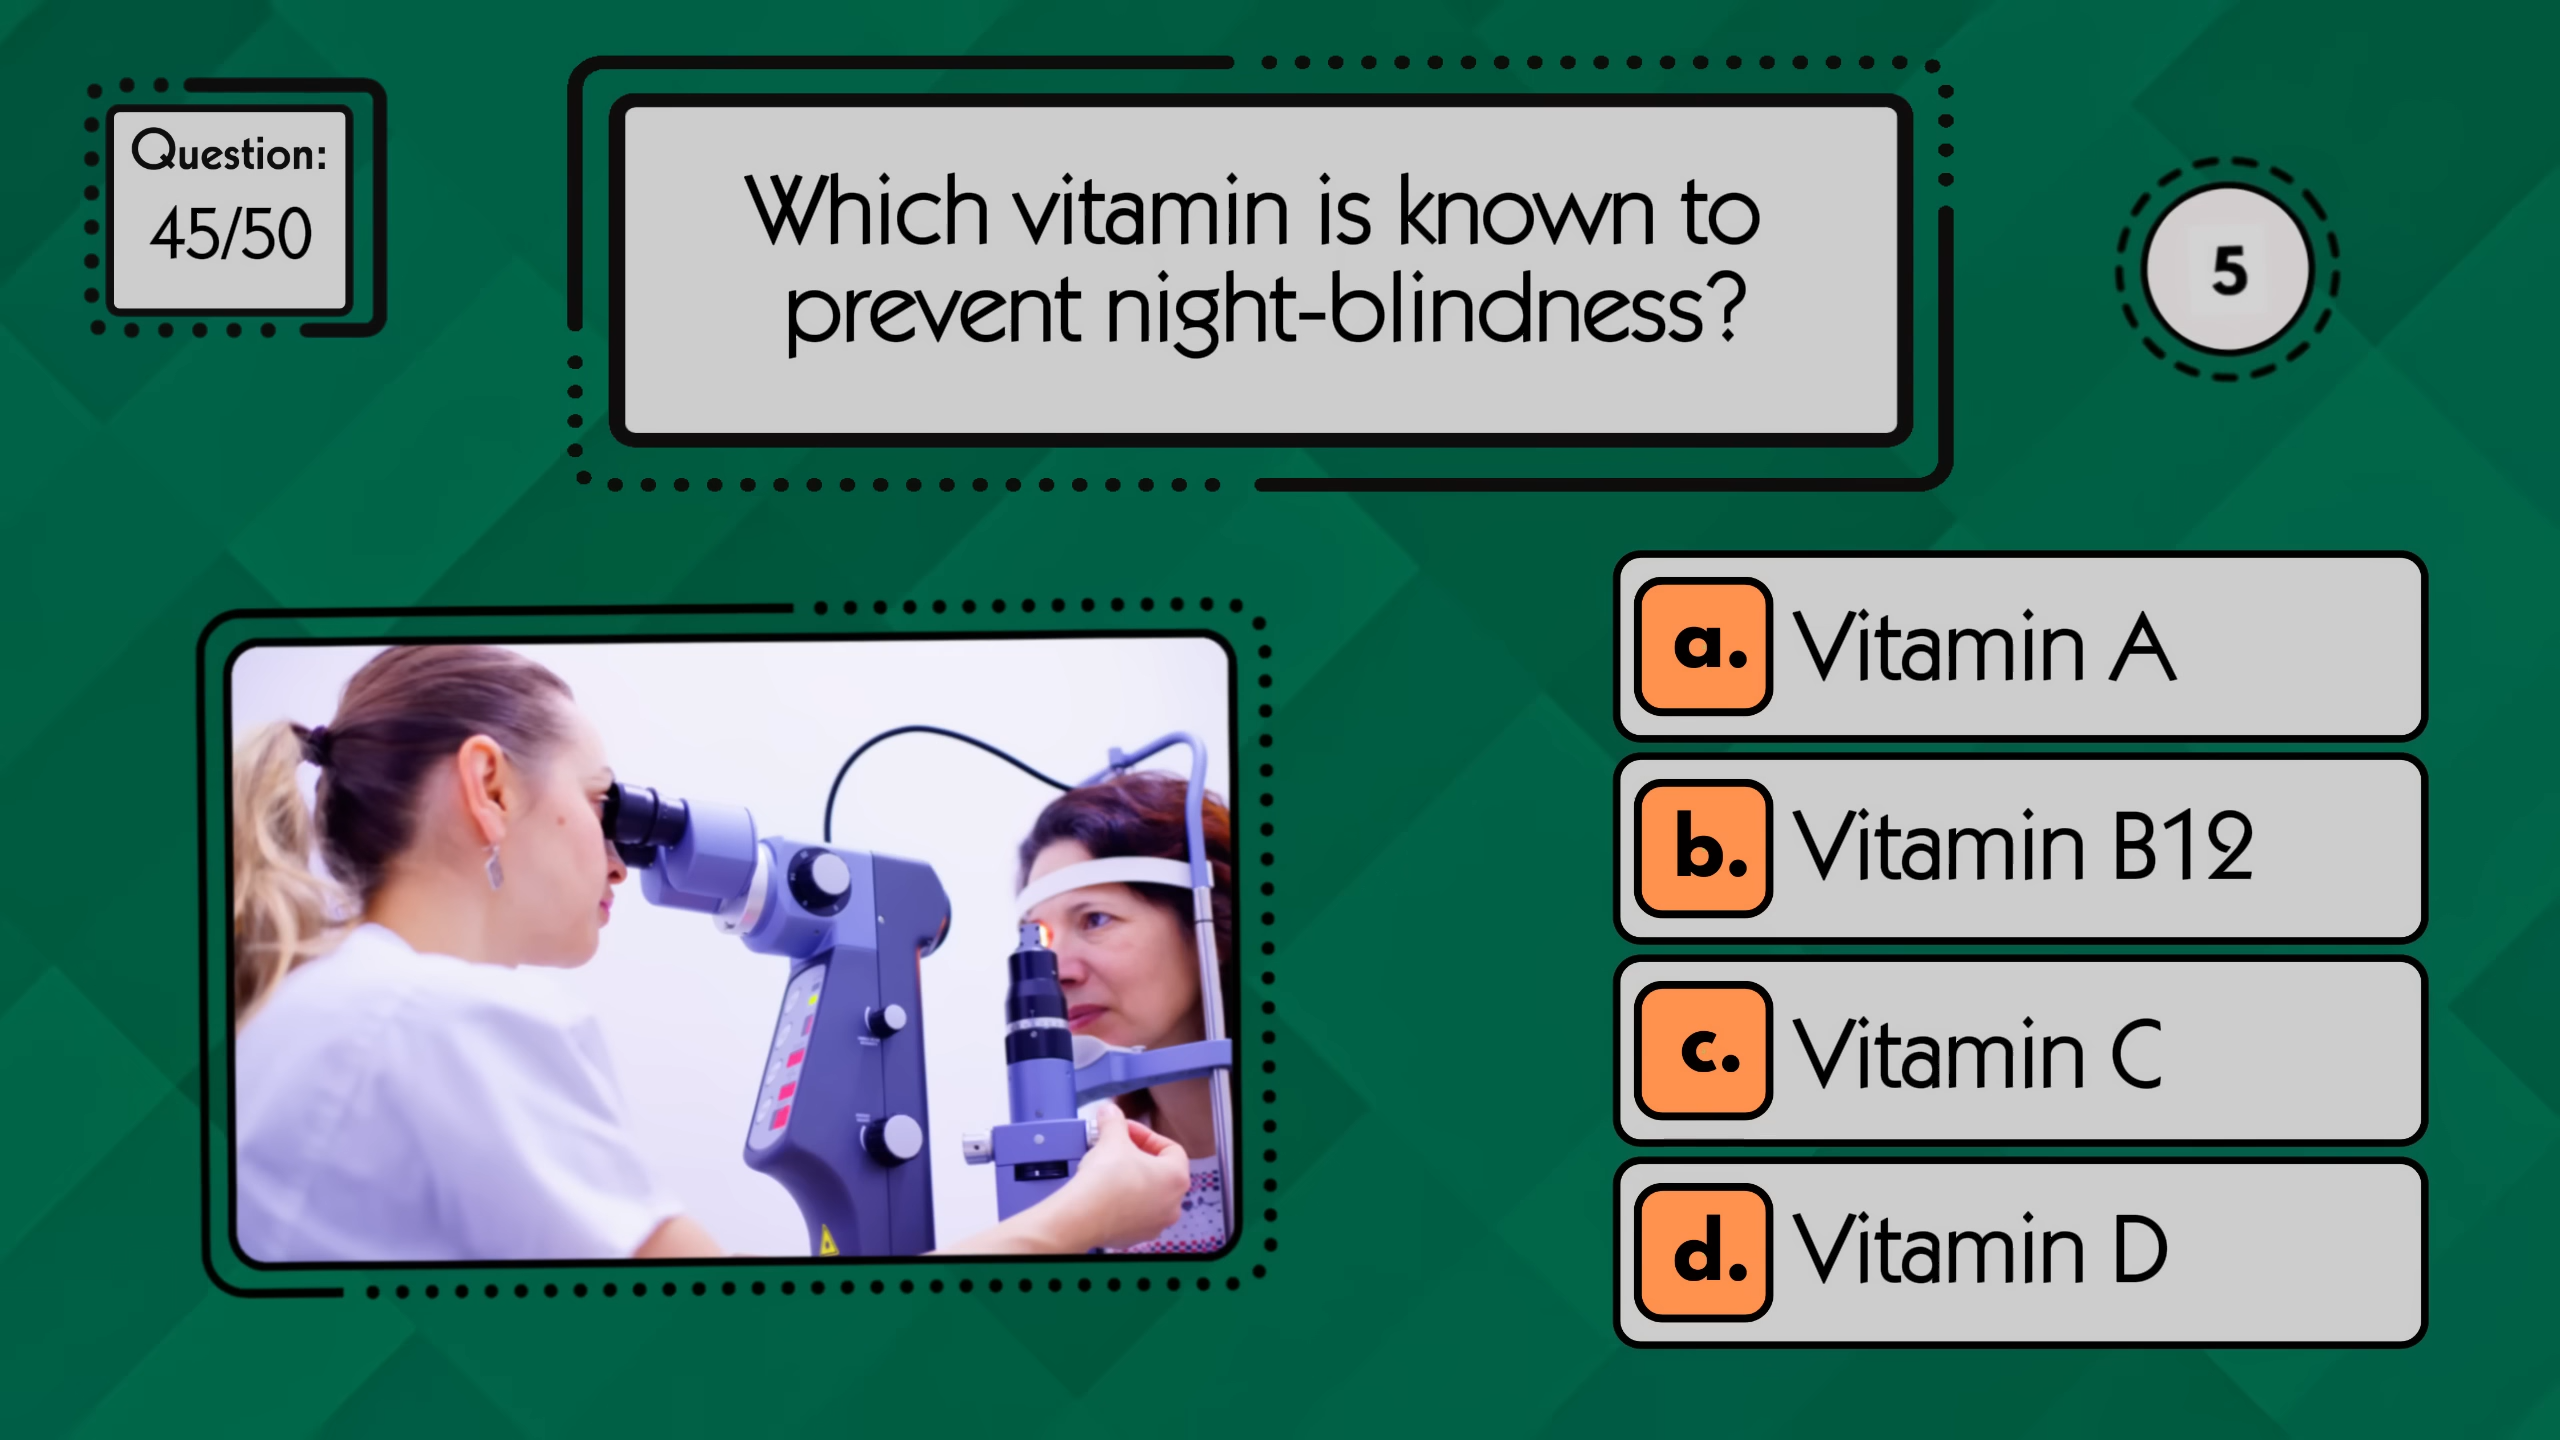 Question:
45/50
Which vitamin is known to
prevent night-blindness?
5
a. Vitamin A
b. Vitamin B12
c. Vitamin C
d. Vitamin D